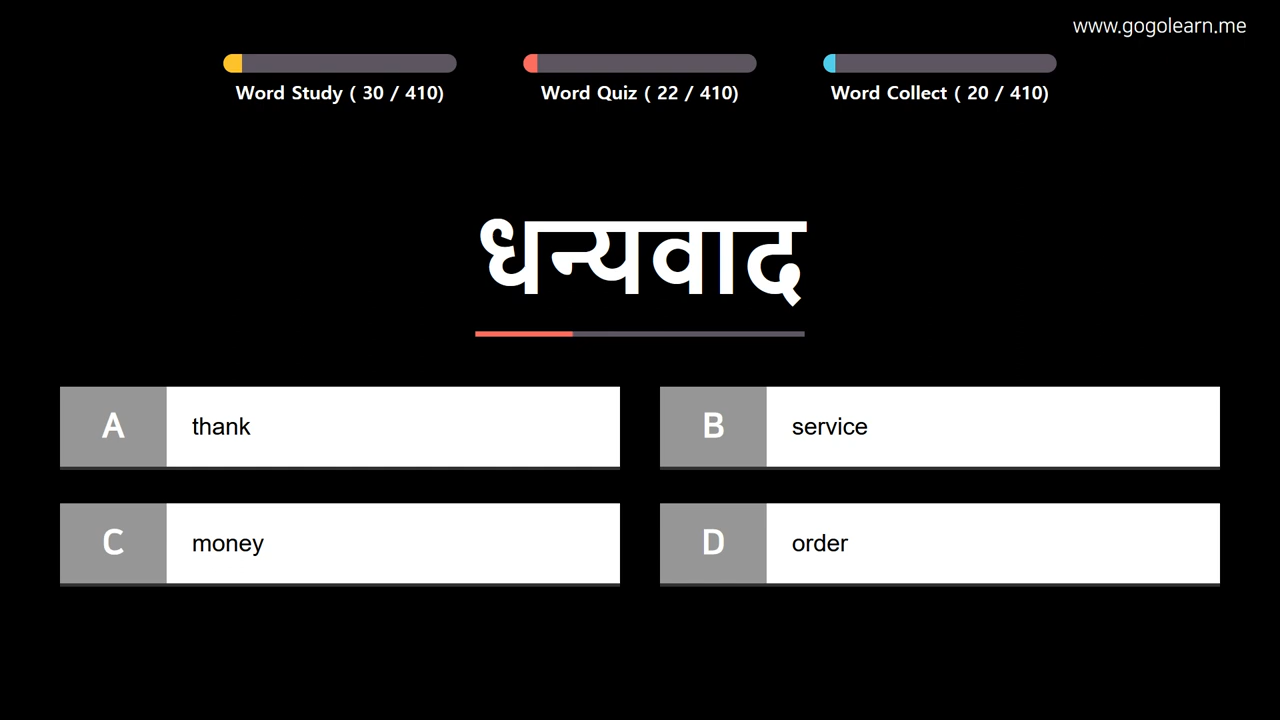 www.gogolearn.me
Word Study ( 30 / 410)
Word Quiz ( 22 / 410)
Word Collect ( 20 / 410)
धन्यवाद
A thank
B service
C money
D order